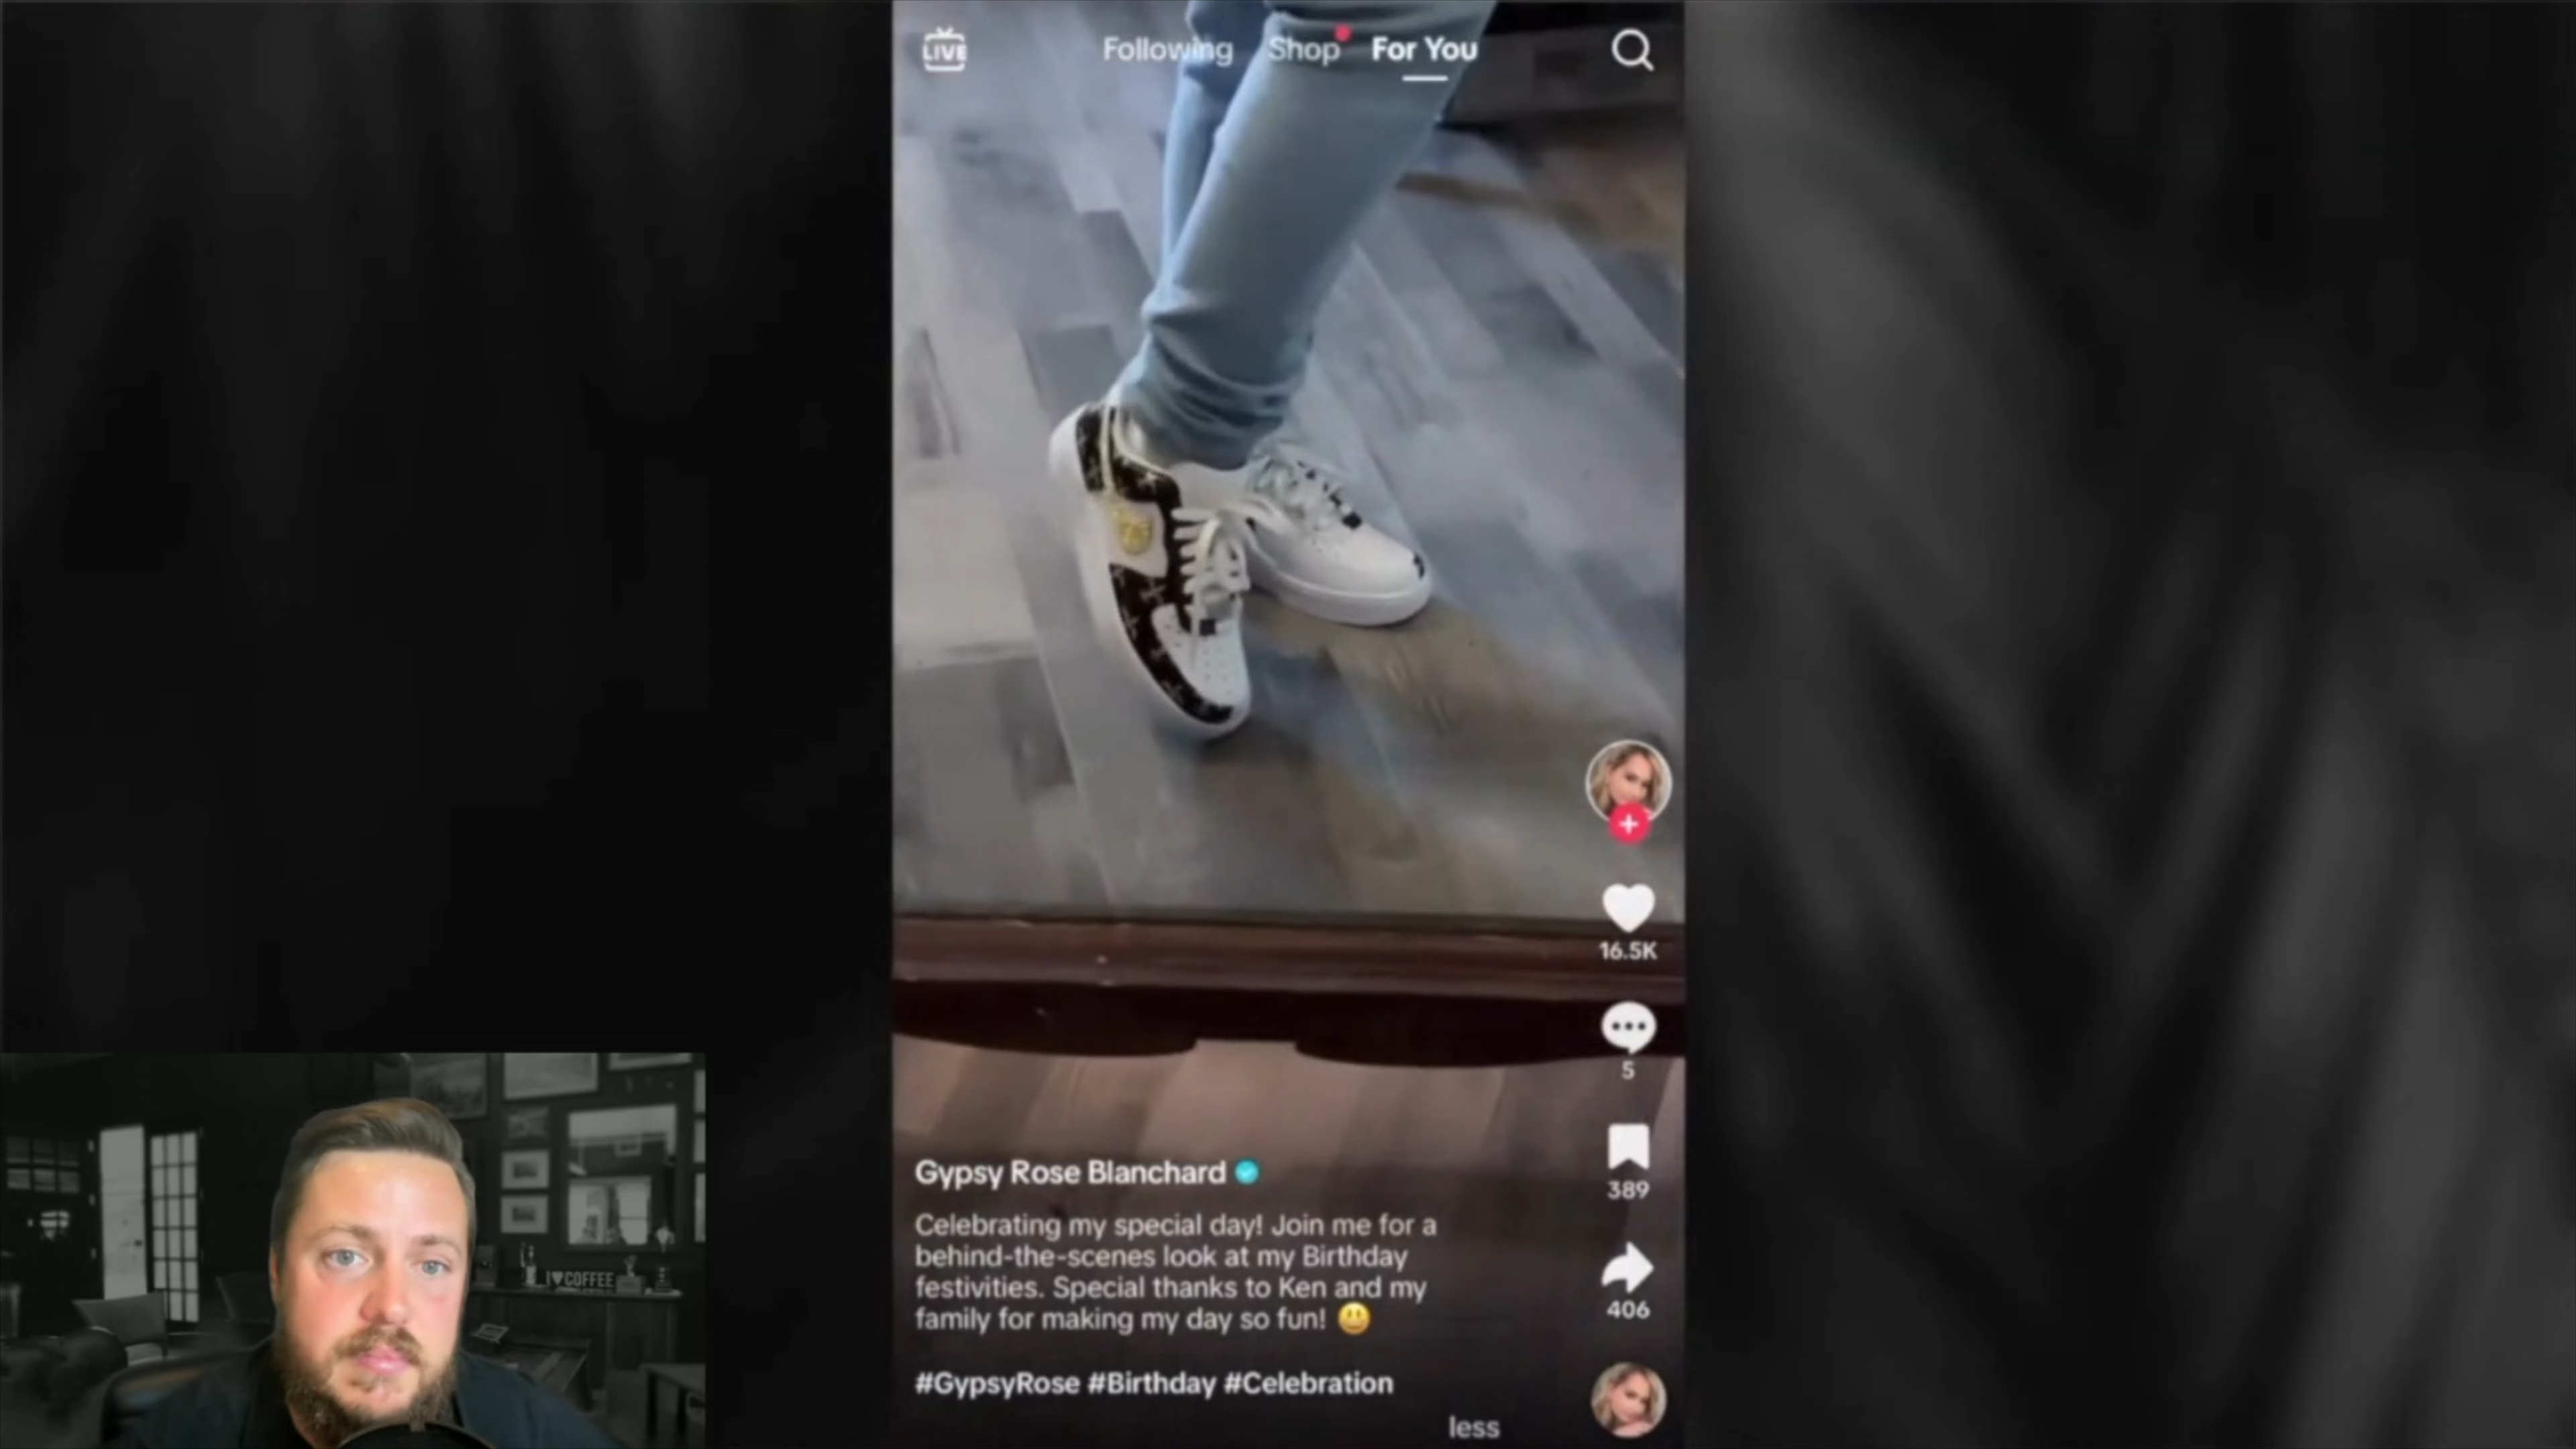 LIVE
Following Shop For You
16.5K
5
389
406
Gypsy Rose Blanchard
Celebrating my special day! Join me for a
behind-the-scenes look at my Birthday
festivities. Special thanks to Ken and my
family for making my day so fun! 😃
#GypsyRose #Birthday #Celebration
less
I♥COFFEE